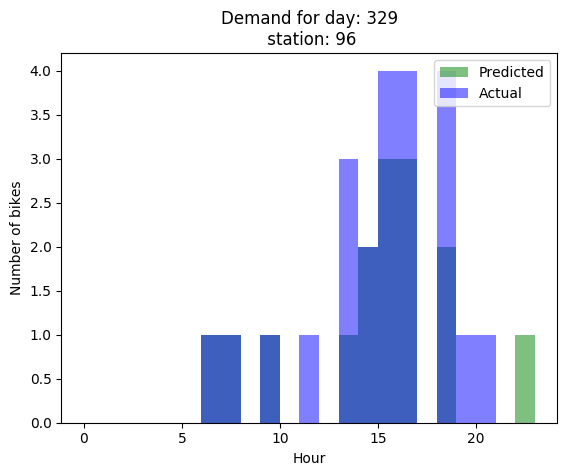 Demand for day: 329
station: 96
Predicted
Actual
Number of bikes
4.0
3.5
3.0
2.5
2.0
1.5
1.0
0.5
0.0
0 5 10 15 20
Hour